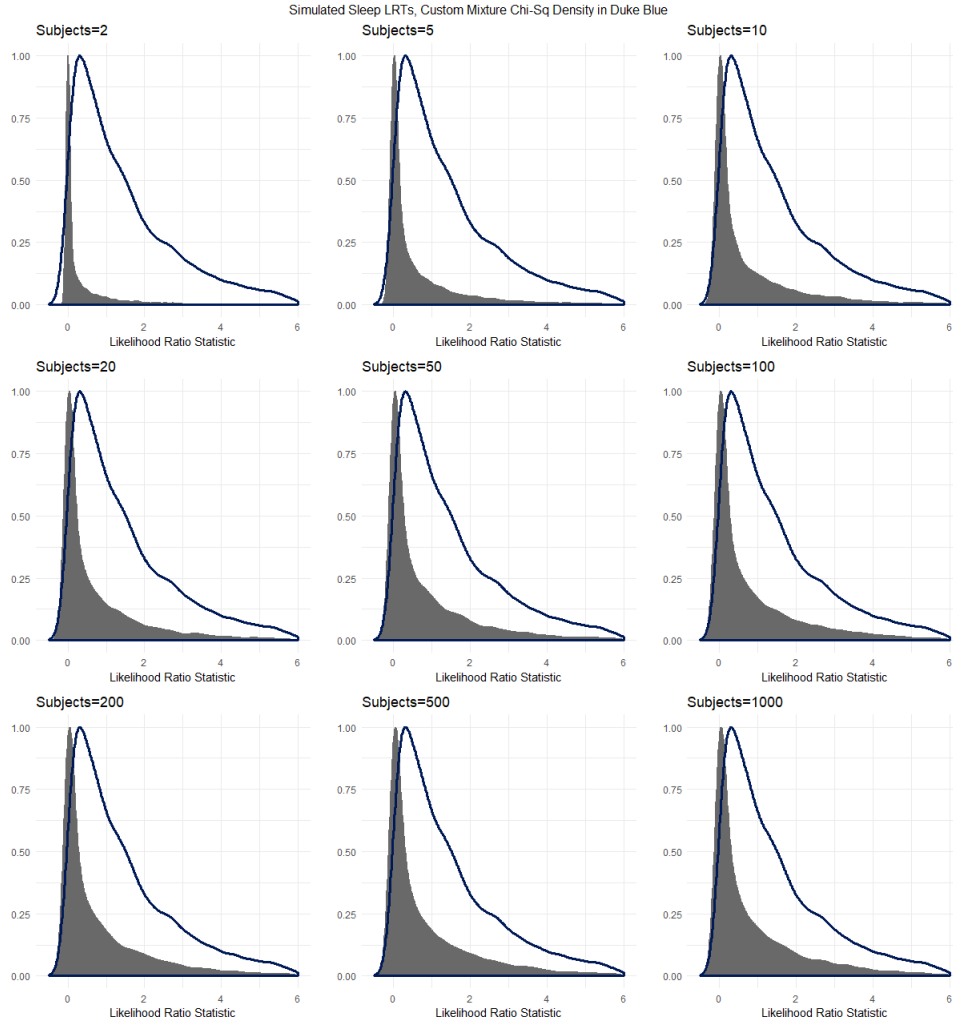 Simulated Sleep LRTs, Custom Mixture Chi-Sq Density in Duke Blue
Subjects=2
1.00
0.75
0.50
0.25
0.00
0 2 4 6
Likelihood Ratio Statistic
Subjects=5
1.00
0.75
0.50
0.25
0.00
0 2 4 6
Likelihood Ratio Statistic
Subjects=10
1.00
0.75
0.50
0.25
0.00
0 2 4 6
Likelihood Ratio Statistic
Subjects=20
1.00
0.75
0.50
0.25
0.00
0 2 4 6
Likelihood Ratio Statistic
Subjects=50
1.00
0.75
0.50
0.25
0.00
0 2 4 6
Likelihood Ratio Statistic
Subjects=100
1.00
0.75
0.50
0.25
0.00
0 2 4 6
Likelihood Ratio Statistic
Subjects=200
1.00
0.75
0.50
0.25
0.00
0 2 4 6
Likelihood Ratio Statistic
Subjects=500
1.00
0.75
0.50
0.25
0.00
0 2 4 6
Likelihood Ratio Statistic
Subjects=1000
1.00
0.75
0.50
0.25
0.00
0 2 4 6
Likelihood Ratio Statistic